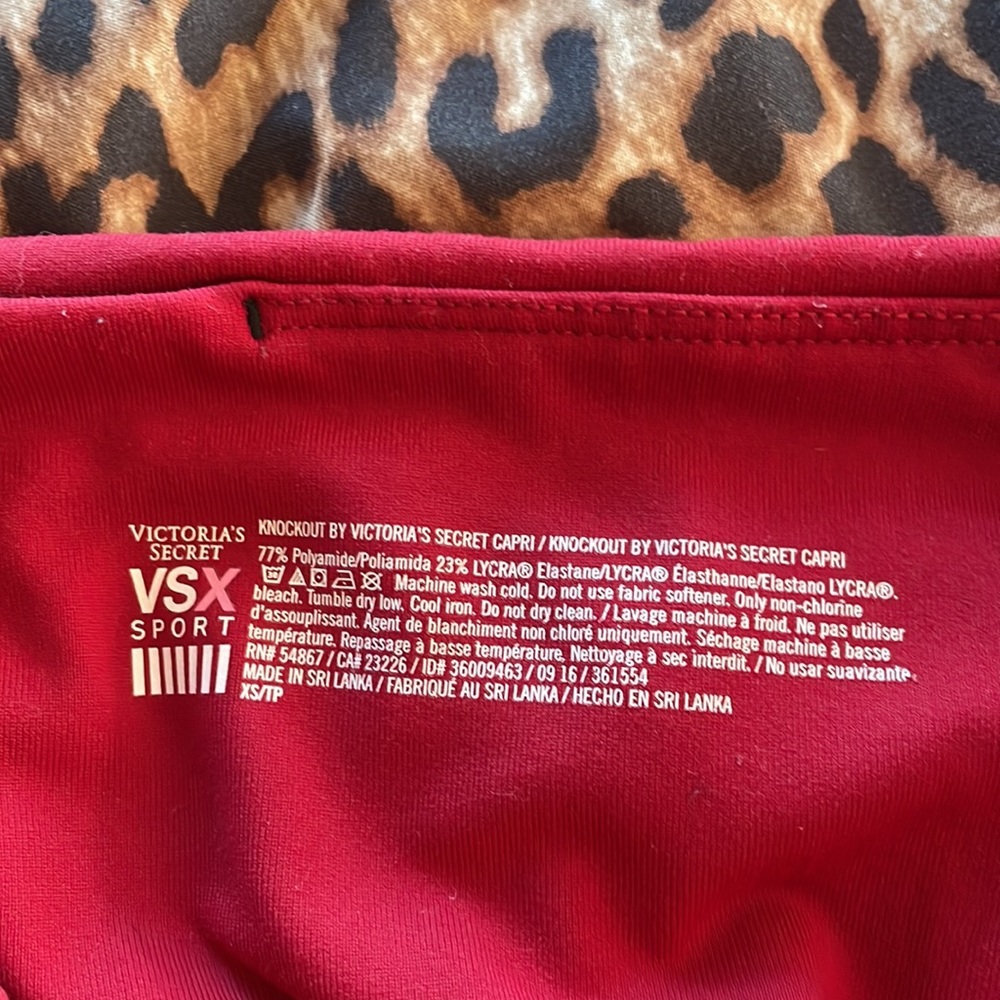 VICTORIA'S
SECRET
VSX
SPORT
KNOCKOUT BY VICTORIA'S SECRET CAPRI / KNOCKOUT BY VICTORIA'S SECRET CAPRI
77% Polyamide/Poliamida 23% LYCRA® Elastane/LYCRA® Élasthanne/Elastano LYCRA®.
Machine wash cold. Do not use fabric softener. Only non-chlorine
bleach. Tumble dry low. Cool iron. Do not dry clean. / Lavage machine à froid. Ne pas utiliser
d'assouplissant. Agent de blanchiment non chloré uniquement. Séchage machine à basse
température. Repassage à basse température. Nettoyage à sec interdit. / No usar suavizante.
RN# 54867 / CA# 23226 / ID# 36009463 / 09 16 / 361554
MADE IN SRI LANKA / FABRIQUÉ AU SRI LANKA / HECHO EN SRI LANKA
XS/TP